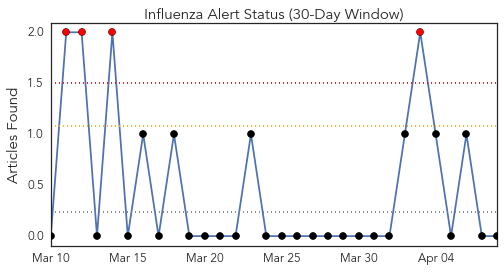 Influenza Alert Status (30-Day Window)
Articles Found
2.0
1.5
1.0
0.5
0.0
Mar 10 Mar 15 Mar 20 Mar 25 Mar 30 Apr 04